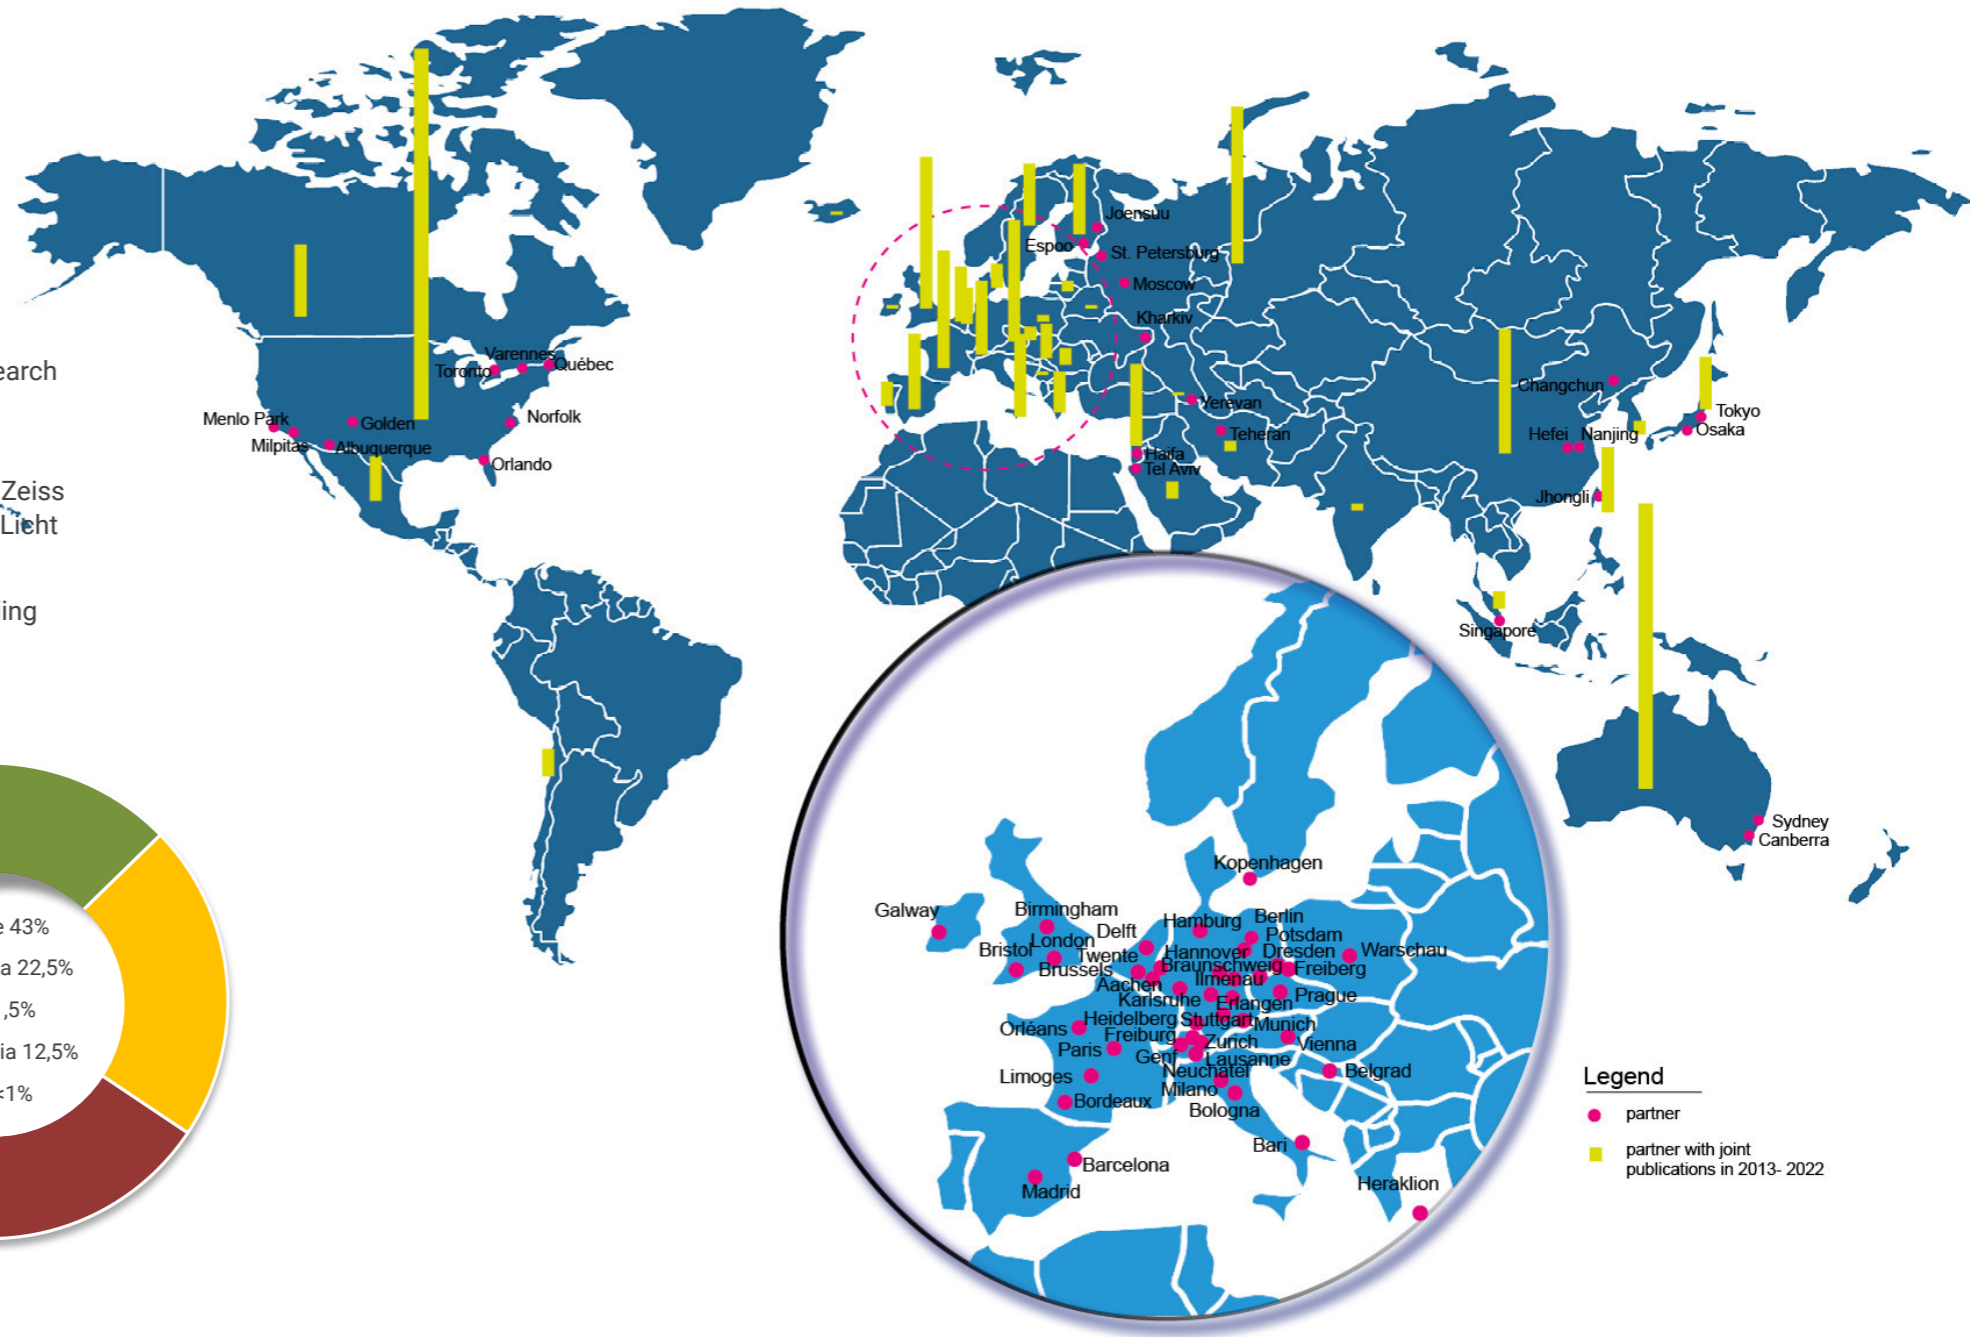 earch
Zeiss
Licht
ling
e 43%
a 22,5%
,5%
ia 12,5%
<1%
Joensuu
Espoo
St. Petersburg
Moscow
Kharkiv
Varennes
Québec
Toronto
Menlo Park
Golden
Norfolk
Milpitas
Albuquerque
Orlando
Yerevan
Teheran
Haifa
Tel Aviv
Changchun
Tokyo
Osaka
Hefei
Nanjing
Jhongli
Singapore
Sydney
Canberra
Kopenhagen
Galway
Birmingham
Hamburg
Berlin
Delft
Potsdam
London
Bristol
Twente
Hannover
Dresden
Warschau
Brussels
Braunschweig
Freiberg
Aachen
Ilmenau
Karlsruhe
Erlangen
Prague
Heidelberg
Stuttgart
Munich
Orléans
Freiburg
Zurich
Vienna
Paris
Genf
Lausanne
Limoges
Neuchatel
Belgrad
Milano
Bordeaux
Bologna
Bari
Barcelona
Madrid
Heraklion
Legend
partner
partner with joint
publications in 2013- 2022